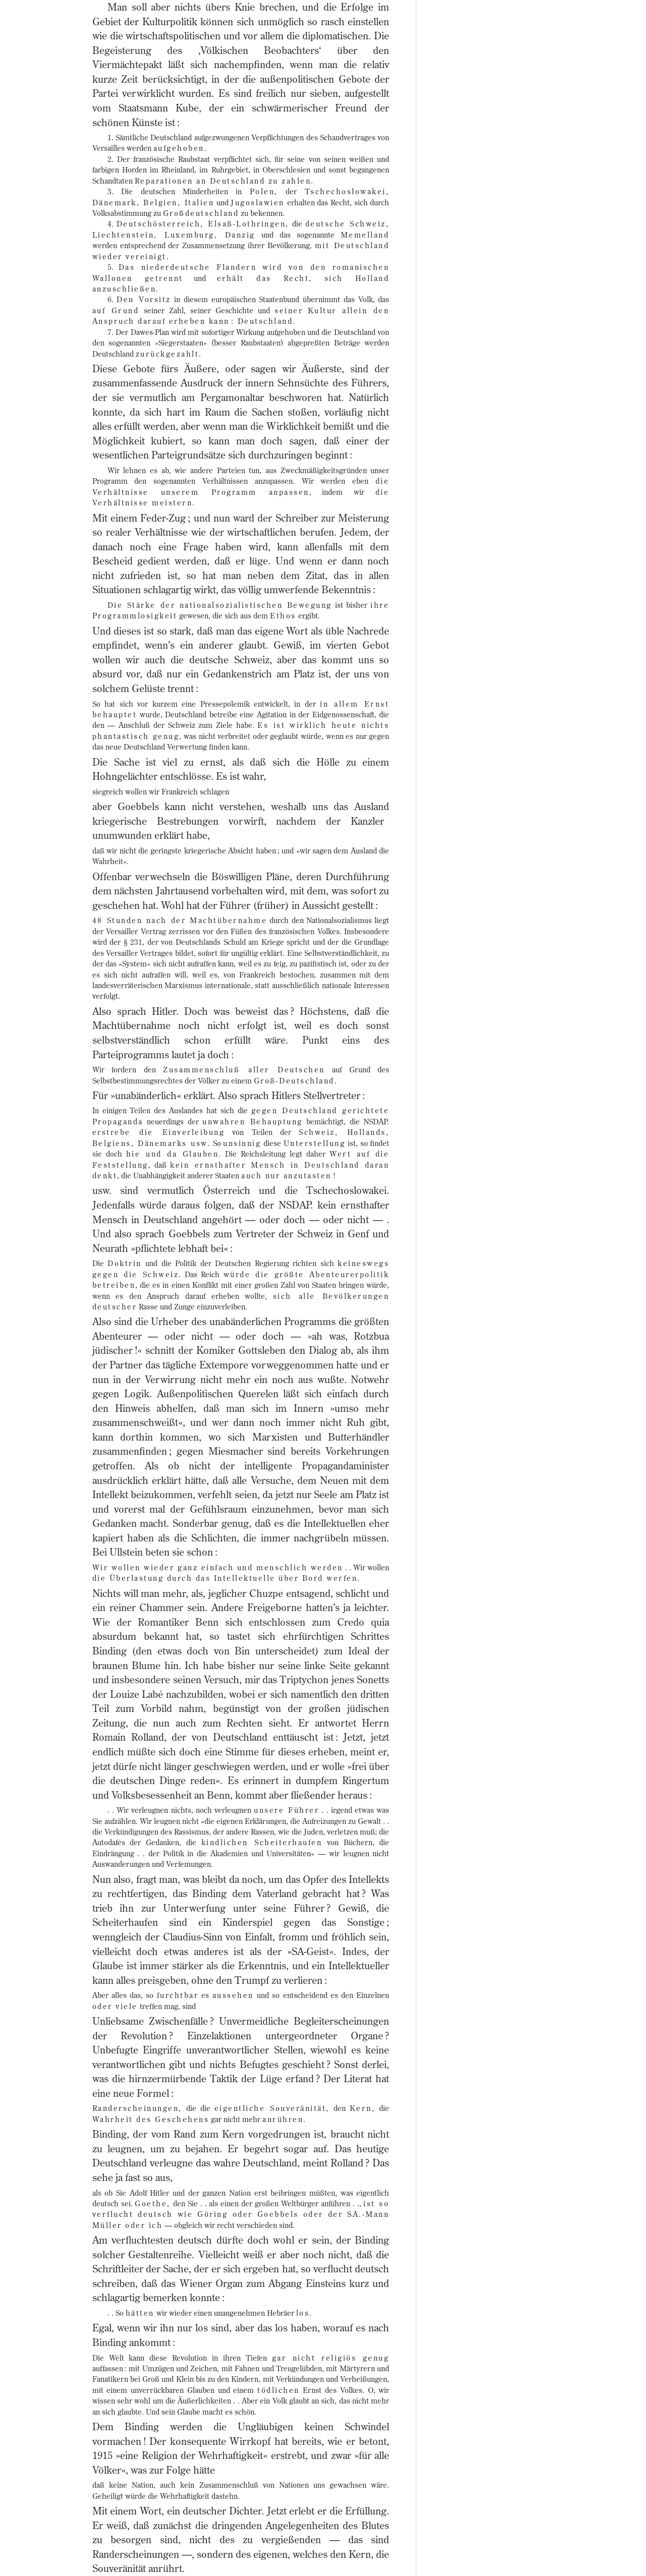 Man soll aber nichts übers Knie brechen, und die Erfolge im
Gebiet der Kulturpolitik können sich unmöglich so rasch einstellen
wie die wirtschaftspolitischen und vor allem die diplomatischen. Die
Begeisterung des ‚Völkischen Beobachters‘ über den
Viermächtepakt läßt sich nachempfinden, wenn man die relativ
kurze Zeit berücksichtigt, in der die außenpolitischen Gebote der
Partei verwirklicht wurden. Es sind freilich nur sieben, aufgestellt
vom Staatsmann Kube, der ein schwärmerischer Freund der
schönen Künste ist :
1. Sämtliche Deutschland aufgezwungenen Verpflichtungen des Schandvertrages von
Versailles werden aufgehoben.
2. Der französische Raubstaat verpflichtet sich, für seine von seinen weißen und
farbigen Horden im Rheinland, im Ruhrgebiet, in Oberschlesien und sonst begangenen
Schandtaten Reparationen an Deutschland zu zahlen.
3. Die deutschen Minderheiten in Polen, der Tschechoslowakei,
Dänemark, Belgien, Italien und Jugoslawien erhalten das Recht, sich durch
Volksabstimmung zu Großdeutschland zu bekennen.
4. Deutschösterreich, Elsaß-Lothringen, die deutsche Schweiz,
Liechtenstein, Luxemburg, Danzig und das sogenannte Memelland
werden entsprechend der Zusammensetzung ihrer Bevölkerung, mit Deutschland
wieder vereinigt.
5. Das niederdeutsche Flandern wird von den romanischen
Wallonen getrennt und erhält das Recht, sich Holland
anzuschließen.
6. Den Vorsitz in diesem europäischen Staatenbund übernimmt das Volk, das
auf Grund seiner Zahl, seiner Geschichte und seiner Kultur allein den
Anspruch darauf erheben kann : Deutschland.
7. Der Dawes-Plan wird mit sofortiger Wirkung aufgehoben und die Deutschland von
den sogenannten »Siegerstaaten« (besser Raubstaaten) abgepreßten Beträge werden
Deutschland zurückgezahlt.
Diese Gebote fürs Äußere, oder sagen wir Äußerste, sind der
zusammenfassende Ausdruck der innern Sehnsüchte des Führers,
der sie vermutlich am Pergamonaltar beschworen hat. Natürlich
konnte, da sich hart im Raum die Sachen stoßen, vorläufig nicht
alles erfüllt werden, aber wenn man die Wirklichkeit bemißt und die
Möglichkeit kubiert, so kann man doch sagen, daß einer der
wesentlichen Parteigrundsätze sich durchzuringen beginnt :
Wir lehnen es ab, wie andere Parteien tun, aus Zweckmäßigkeitsgründen unser
Programm den sogenannten Verhältnissen anzupassen. Wir werden eben die
Verhältnisse unserem Programm anpassen, indem wir die
Verhältnisse meistern.
Mit einem Feder-Zug ; und nun ward der Schreiber zur Meisterung
so realer Verhältnisse wie der wirtschaftlichen berufen. Jedem, der
danach noch eine Frage haben wird, kann allenfalls mit dem
Bescheid gedient werden, daß er lüge. Und wenn er dann noch
nicht zufrieden ist, so hat man neben dem Zitat, das in allen
Situationen schlagartig wirkt, das völlig umwerfende Bekenntnis :
Die Stärke der nationalsozialistischen Bewegung ist bisher ihre
Programmlosigkeit gewesen, die sich aus dem Ethos ergibt.
Und dieses ist so stark, daß man das eigene Wort als üble Nachrede
empfindet, wenn’s ein anderer glaubt. Gewiß, im vierten Gebot
wollen wir auch die deutsche Schweiz, aber das kommt uns so
absurd vor, daß nur ein Gedankenstrich am Platz ist, der uns von
solchem Gelüste trennt :
So hat sich vor kurzem eine Pressepolemik entwickelt, in der in allem Ernst
behauptet wurde, Deutschland betreibe eine Agitation in der Eidgenossenschaft, die
den — Anschluß der Schweiz zum Ziele habe. Es ist wirklich heute nichts
phantastisch genug, was nicht verbreitet oder geglaubt würde, wenn es nur gegen
das neue Deutschland Verwertung finden kann.
Die Sache ist viel zu ernst, als daß sich die Hölle zu einem
Hohngelächter entschlösse. Es ist wahr,
siegreich wollen wir Frankreich schlagen
aber Goebbels kann nicht verstehen, weshalb uns das Ausland
kriegerische Bestrebungen vorwirft, nachdem der Kanzler
unumwunden erklärt habe,
daß wir nicht die geringste kriegerische Absicht haben ; und »wir sagen dem Ausland die
Wahrheit«.
Offenbar verwechseln die Böswilligen Pläne, deren Durchführung
dem nächsten Jahrtausend vorbehalten wird, mit dem, was sofort zu
geschehen hat. Wohl hat der Führer (früher) in Aussicht gestellt :
48 Stunden nach der Machtübernahme durch den Nationalsozialismus liegt
der Versailler Vertrag zerrissen vor den Füßen des französischen Volkes. Insbesondere
wird der § 231, der von Deutschlands Schuld am Kriege spricht und der die Grundlage
des Versailler Vertrages bildet, sofort für ungültig erklärt. Eine Selbstverständlichkeit, zu
der das »System« sich nicht aufraffen kann, weil es zu feig, zu pazifistisch ist, oder zu der
es sich nicht aufraffen will, weil es, von Frankreich bestochen, zusammen mit dem
landesverräterischen Marxismus internationale, statt ausschließlich nationale Interessen
verfolgt.
Also sprach Hitler. Doch was beweist das ? Höchstens, daß die
Machtübernahme noch nicht erfolgt ist, weil es doch sonst
selbstverständlich schon erfüllt wäre. Punkt eins des
Parteiprogramms lautet ja doch :
Wir fordern den Zusammenschluß aller Deutschen auf Grund des
Selbstbestimmungsrechtes der Völker zu einem Groß-Deutschland.
Für »unabänderlich« erklärt. Also sprach Hitlers Stellvertreter :
In einigen Teilen des Auslandes hat sich die gegen Deutschland gerichtete
Propaganda neuerdings der unwahren Behauptung bemächtigt, die NSDAP.
erstrebe die Einverleibung von Teilen der Schweiz, Hollands,
Belgiens, Dänemarks usw. So unsinnig diese Unterstellung ist, so findet
sie doch hie und da Glauben. Die Reichsleitung legt daher Wert auf die
Feststellung, daß kein ernsthafter Mensch in Deutschland daran
denkt, die Unabhängigkeit anderer Staaten auch nur anzutasten !
usw. sind vermutlich Österreich und die Tschechoslowakei.
Jedenfalls würde daraus folgen, daß der NSDAP. kein ernsthafter
Mensch in Deutschland angehört — oder doch — oder nicht — .
Und also sprach Goebbels zum Vertreter der Schweiz in Genf und
Neurath »pflichtete lebhaft bei« :
Die Doktrin und die Politik der Deutschen Regierung richten sich keineswegs
gegen die Schweiz. Das Reich würde die größte Abenteurerpolitik
betreiben, die es in einen Konflikt mit einer großen Zahl von Staaten bringen würde,
wenn es den Anspruch darauf erheben wollte, sich alle Bevölkerungen
deutscher Rasse und Zunge einzuverleiben.
Also sind die Urheber des unabänderlichen Programms die größten
Abenteurer — oder nicht — oder doch — »ah was, Rotzbua
jüdischer !« schnitt der Komiker Gottsleben den Dialog ab, als ihm
der Partner das tägliche Extempore vorweggenommen hatte und er
nun in der Verwirrung nicht mehr ein noch aus wußte. Notwehr
gegen Logik. Außenpolitischen Querelen läßt sich einfach durch
den Hinweis abhelfen, daß man sich im Innern »umso mehr
zusammenschweißt«, und wer dann noch immer nicht Ruh gibt,
kann dorthin kommen, wo sich Marxisten und Butterhändler
zusammenfinden ; gegen Miesmacher sind bereits Vorkehrungen
getroffen. Als ob nicht der intelligente Propagandaminister
ausdrücklich erklärt hätte, daß alle Versuche, dem Neuen mit dem
Intellekt beizukommen, verfehlt seien, da jetzt nur Seele am Platz ist
und vorerst mal der Gefühlsraum einzunehmen, bevor man sich
Gedanken macht. Sonderbar genug, daß es die Intellektuellen eher
kapiert haben als die Schlichten, die immer nachgrübeln müssen.
Bei Ullstein beten sie schon :
Wir wollen wieder ganz einfach und menschlich werden . . Wir wollen
die Überlastung durch das Intellektuelle über Bord werfen.
Nichts will man mehr, als, jeglicher Chuzpe entsagend, schlicht und
ein reiner Chammer sein. Andere Freigeborne hatten’s ja leichter.
Wie der Romantiker Benn sich entschlossen zum Credo quia
absurdum bekannt hat, so tastet sich ehrfürchtigen Schrittes
Binding (den etwas doch von Bin unterscheidet) zum Ideal der
braunen Blume hin. Ich habe bisher nur seine linke Seite gekannt
und insbesondere seinen Versuch, mir das Triptychon jenes Sonetts
der Louize Labé nachzubilden, wobei er sich namentlich den dritten
Teil zum Vorbild nahm, begünstigt von der großen jüdischen
Zeitung, die nun auch zum Rechten sieht. Er antwortet Herrn
Romain Rolland, der von Deutschland enttäuscht ist : Jetzt, jetzt
endlich müßte sich doch eine Stimme für dieses erheben, meint er,
jetzt dürfe nicht länger geschwiegen werden, und er wolle »frei über
die deutschen Dinge reden«. Es erinnert in dumpfem Ringertum
und Volksbesessenheit an Benn, kommt aber fließender heraus :
. . Wir verleugnen nichts, noch verleugnen unsere Führer . . irgend etwas was
Sie aufzählen. Wir leugnen nicht »die eigenen Erklärungen, die Aufreizungen zu Gewalt . .
die Verkündigungen des Rassismus, der andere Rassen, wie die Juden, verletzen muß; die
Autodafés der Gedanken, die kindlichen Scheiterhaufen von Büchern, die
Eindrängung . . der Politik in die Akademien und Universitäten« — wir leugnen nicht
Auswanderungen und Verfemungen.
Nun also, fragt man, was bleibt da noch, um das Opfer des Intellekts
zu rechtfertigen, das Binding dem Vaterland gebracht hat ? Was
trieb ihn zur Unterwerfung unter seine Führer ? Gewiß, die
Scheiterhaufen sind ein Kinderspiel gegen das Sonstige ;
wenngleich der Claudius-Sinn von Einfalt, fromm und fröhlich sein,
vielleicht doch etwas anderes ist als der »SA-Geist«. Indes, der
Glaube ist immer stärker als die Erkenntnis, und ein Intellektueller
kann alles preisgeben, ohne den Trumpf zu verlieren :
Aber alles das, so furchtbar es aussehen und so entscheidend es den Einzelnen
oder viele treffen mag, sind
Unliebsame Zwischenfälle ? Unvermeidliche Begleiterscheinungen
der Revolution ? Einzelaktionen untergeordneter Organe ?
Unbefugte Eingriffe unverantwortlicher Stellen, wiewohl es keine
verantwortlichen gibt und nichts Befugtes geschieht ? Sonst derlei,
was die hirnzermürbende Taktik der Lüge erfand ? Der Literat hat
eine neue Formel :
Randerscheinungen, die die eigentliche Souveränität, den Kern, die
Wahrheit des Geschehens gar nicht mehr anrühren.
Binding, der vom Rand zum Kern vorgedrungen ist, braucht nicht
zu leugnen, um zu bejahen. Er begehrt sogar auf. Das heutige
Deutschland verleugne das wahre Deutschland, meint Rolland ? Das
sehe ja fast so aus,
als ob Sie Adolf Hitler und der ganzen Nation erst beibringen müßten, was eigentlich
deutsch sei. Goethe, den Sie . . als einen der großen Weltbürger anführen . ., ist so
verflucht deutsch wie Göring oder Goebbels oder der SA.-Mann
Müller oder ich — obgleich wir recht verschieden sind.
Am verfluchtesten deutsch dürfte doch wohl er sein, der Binding
solcher Gestaltenreihe. Vielleicht weiß er aber noch nicht, daß die
Schriftleiter der Sache, der er sich ergeben hat, so verflucht deutsch
schreiben, daß das Wiener Organ zum Abgang Einsteins kurz und
schlagartig bemerken konnte :
. . So hätten wir wieder einen unangenehmen Hebräer los.
Egal, wenn wir ihn nur los sind, aber das los haben, worauf es nach
Binding ankommt :
Die Welt kann diese Revolution in ihren Tiefen gar nicht religiös genug
auffassen : mit Umzügen und Zeichen, mit Fahnen und Treugelübden, mit Märtyrern und
Fanatikern bei Groß und Klein bis zu den Kindern, mit Verkündungen und Verheißungen,
mit einem unverrückbaren Glauben und einem tödlichen Ernst des Volkes. O, wir
wissen sehr wohl um die Äußerlichkeiten . . Aber ein Volk glaubt an sich, das nicht mehr
an sich glaubte. Und sein Glaube macht es schön.
Dem Binding werden die Ungläubigen keinen Schwindel
vormachen ! Der konsequente Wirrkopf hat bereits, wie er betont,
1915 »eine Religion der Wehrhaftigkeit« erstrebt, und zwar »für alle
Völker«, was zur Folge hätte
daß keine Nation, auch kein Zusammenschluß von Nationen uns gewachsen wäre.
Geheiligt würde die Wehrhaftigkeit dastehn.
Mit einem Wort, ein deutscher Dichter. Jetzt erlebt er die Erfüllung.
Er weiß, daß zunächst die dringenden Angelegenheiten des Blutes
zu besorgen sind, nicht des zu vergießenden — das sind
Randerscheinungen —, sondern des eigenen, welches den Kern, die
Souveränität anrührt.